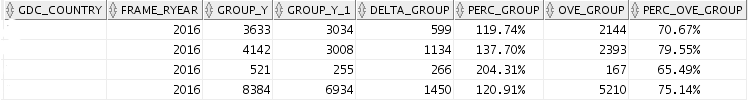 GDC_COUNTRY FRAME_RYEAR GROUP_Y GROUP_Y_1 DELTA_GROUP PERC_GROUP OVE_GROUP PERC_OVE_GROUP
2016 3633 3034 599 119.74% 2144 70.67%
2016 4142 3008 1134 137.70% 2393 79.55%
2016 521 255 266 204.31% 167 65.49%
2016 8384 6934 1450 120.91% 5210 75.14%